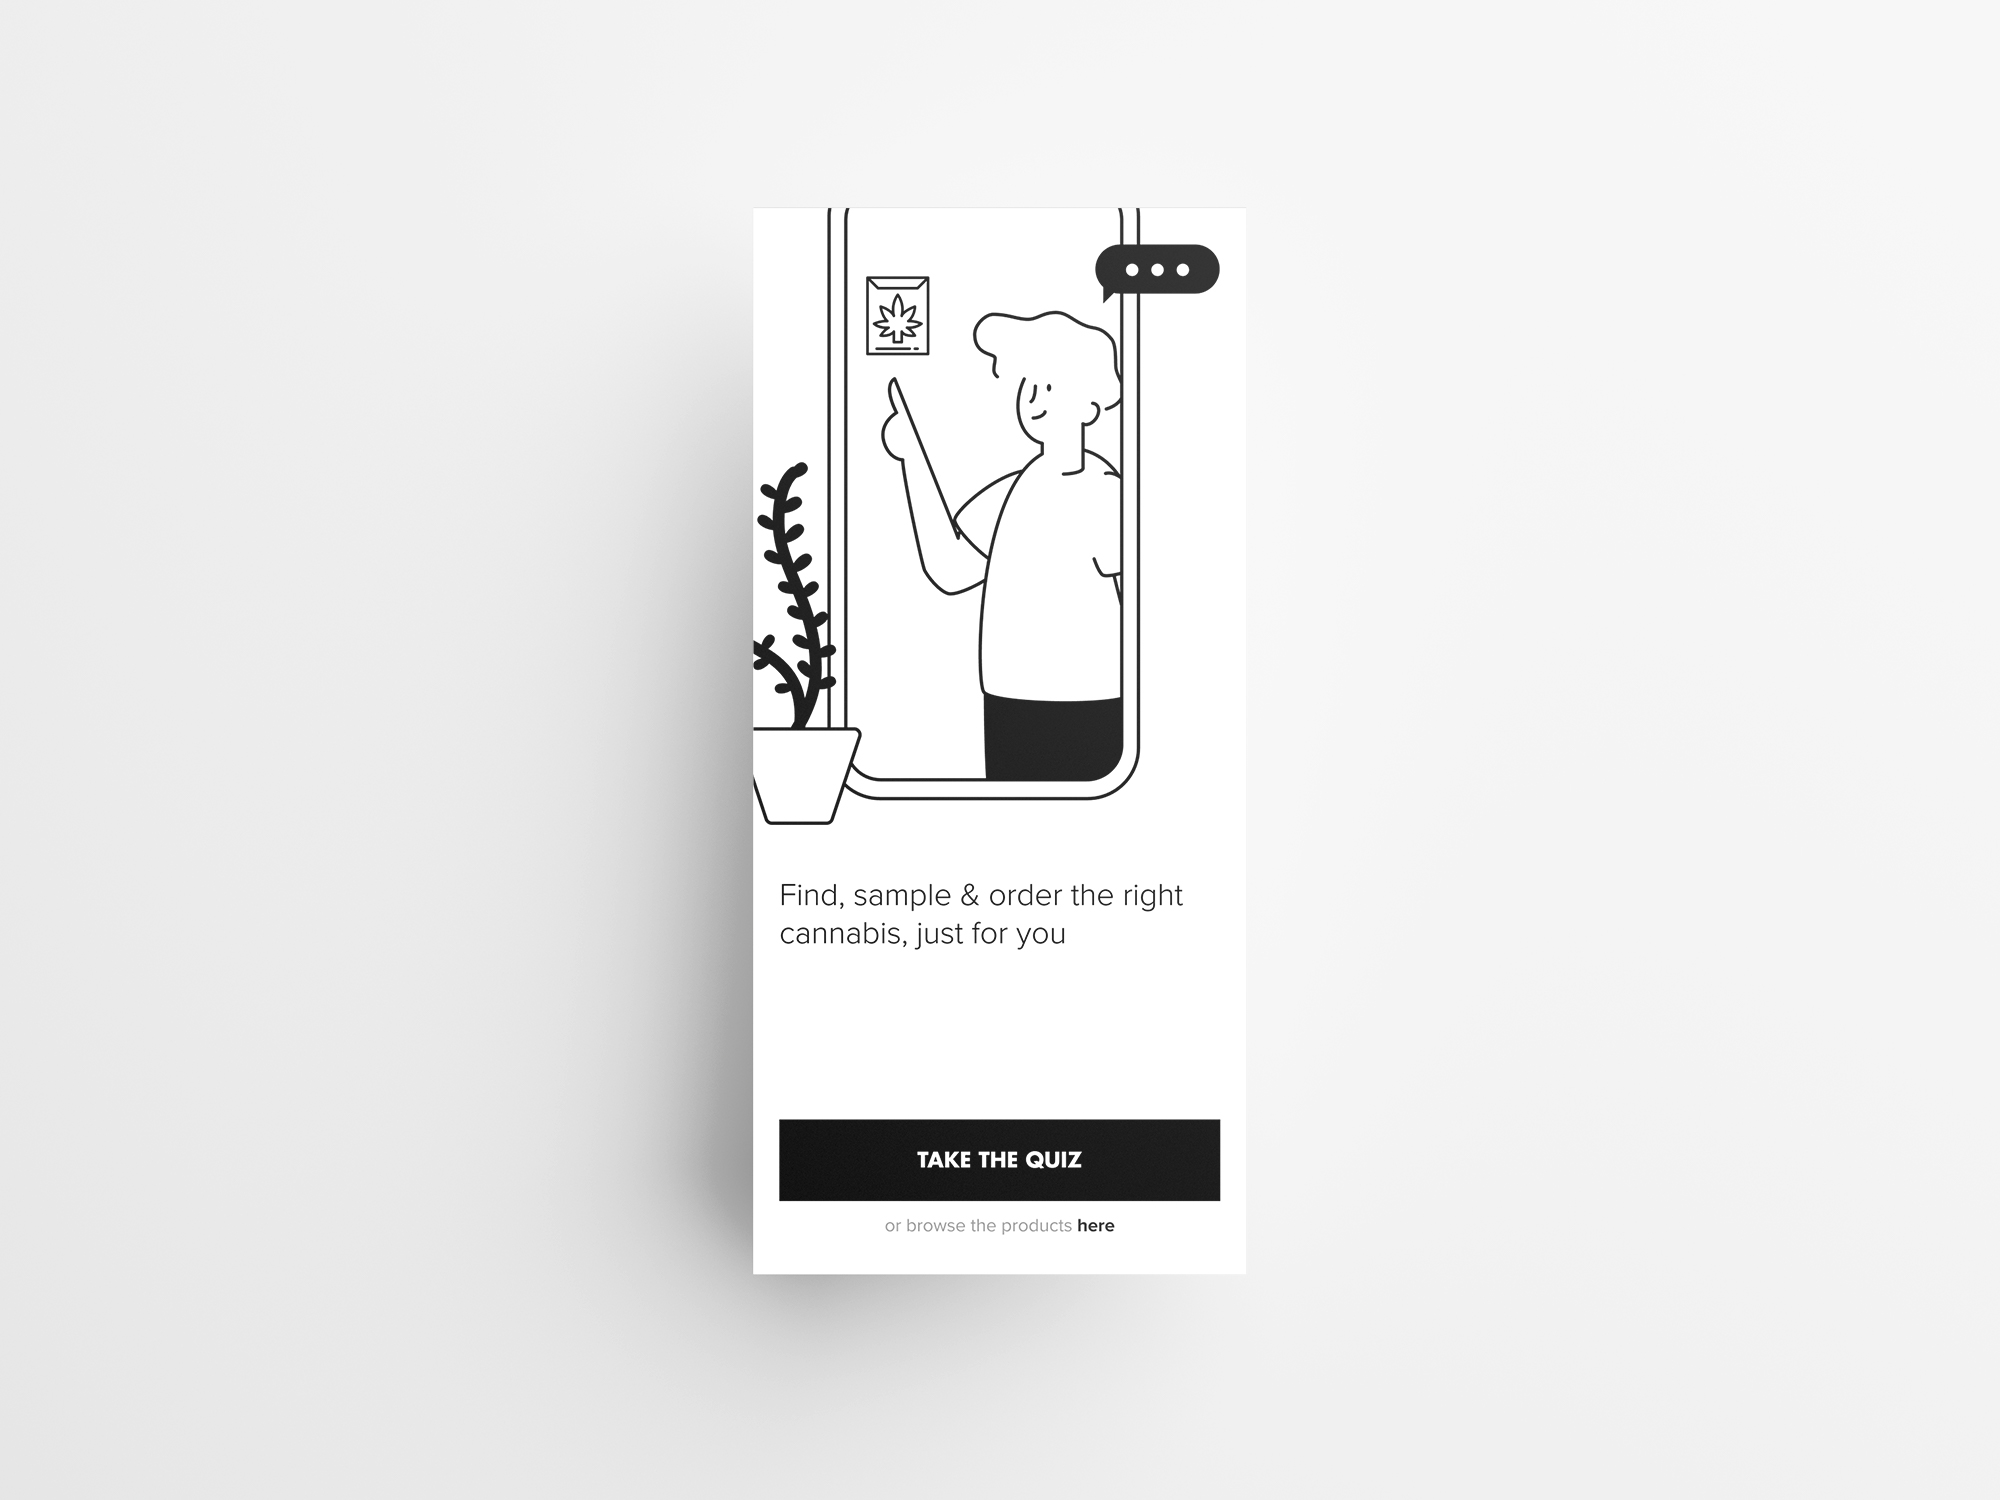 Find, sample & order the right
cannabis, just for you
TAKE THE QUIZ
or browse the products here